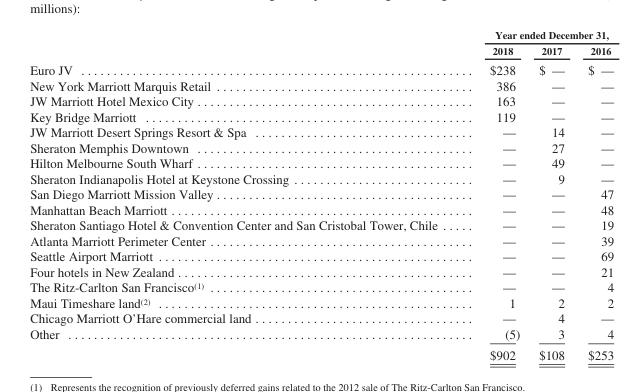 millions):
Year ended December 31,
2018 2017 2016
Euro JV $238 $ — $ —
New York Marriott Marquis Retail 386 — —
JW Marriott Hotel Mexico City 163 — —
Key Bridge Marriott 119 — —
JW Marriott Desert Springs Resort & Spa — 14 —
Sheraton Memphis Downtown — 27 —
Hilton Melbourne South Wharf — 49 —
Sheraton Indianapolis Hotel at Keystone Crossing — 9 —
San Diego Marriott Mission Valley — — 47
Manhattan Beach Marriott — — 48
Sheraton Santiago Hotel & Convention Center and San Cristobal Tower, Chile — — 19
Atlanta Marriott Perimeter Center — — 39
Seattle Airport Marriott — — 69
Four hotels in New Zealand — — 21
The Ritz-Carlton San Francisco(1) — — 4
Maui Timeshare land(2) 1 2 2
Chicago Marriott O’Hare commercial land — 4 —
Other (5) 3 4
$902 $108 $253
(1) Represents the recognition of previously deferred gains related to the 2012 sale of The Ritz-Carlton San Francisco.